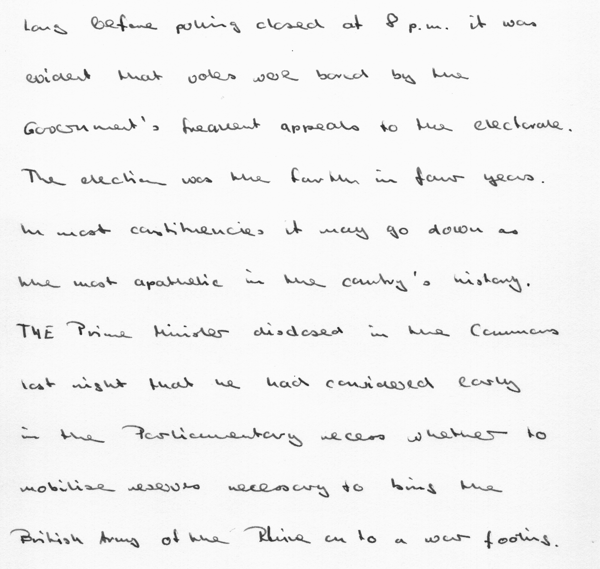 Long before polling closed at 8 p.m. it was
evident that voters were bored by the
Government's frequent appeals to the electorate.
The election was the fourth in four years.
In most constituencies it may go down as
the most apathetic in the country's history.
THE Prime Minister disclosed in the Commons
last night that he had considered early
in the Parliamentary recess whether to
mobilise reserves necessary to bring the
British Army of the Rhine on to a war footing.